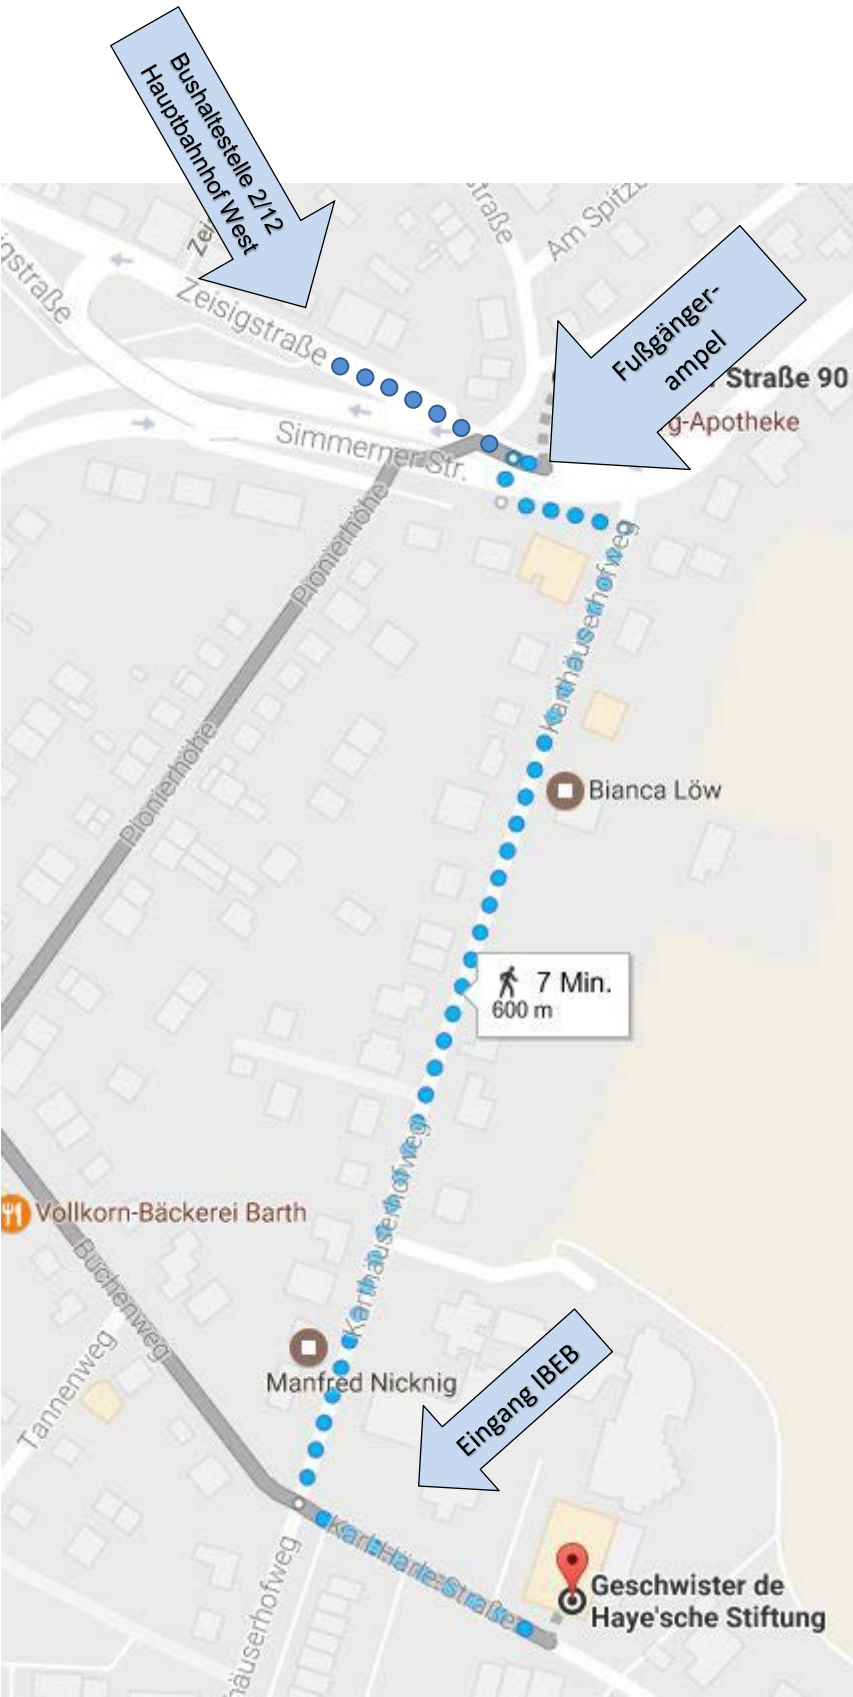 Bushaltestelle 2/12
Hauptbahnhof West
straße
Am Spitz
Zei
igstraße
Zeisigstraße
Fußgänger-
ampel
Straße 90
g-Apotheke
Simmerner Str.
Pionierhöhe
Karthäuserhofweg
Pionierhöhe
Bianca Löw
7 Min.
600 m
Karthäuserhofweg
Vollkorn-Bäckerei Barth
Buchenweg
Tannenweg
Manfred Nicknig
Eingang IBEB
Karl-Härle-Straße
Geschwister de
Haye'sche Stiftung
häuserhofweg